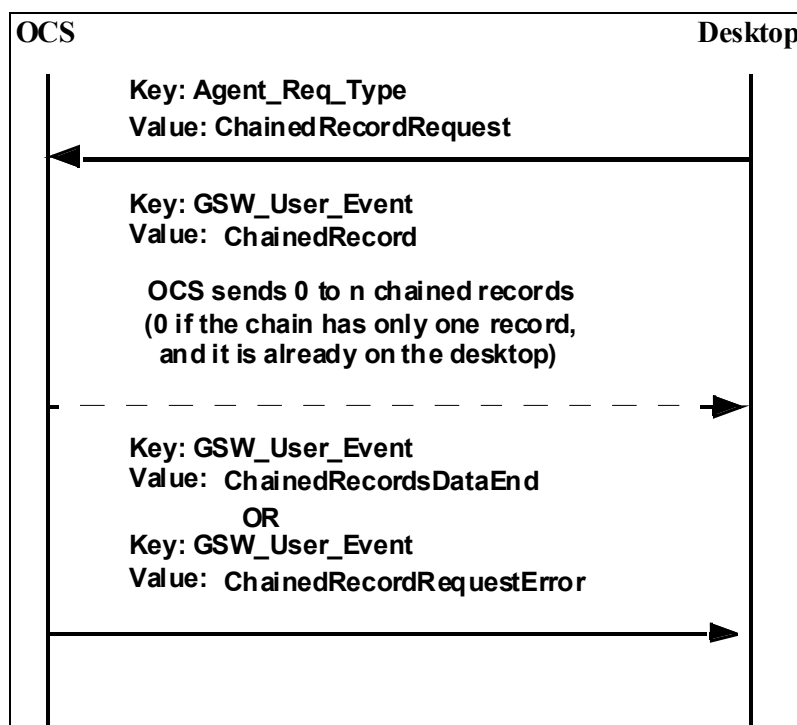 OCS Desktop
Key: Agent_Req_Type
Value: ChainedRecordRequest
Key: GSW_User_Event
Value: ChainedRecord
OCS sends 0 to n chained records
(0 if the chain has only one record,
and it is already on the desktop)
Key: GSW_User_Event
Value: ChainedRecordsDataEnd
OR
Key: GSW_User_Event
Value: ChainedRecordRequestError